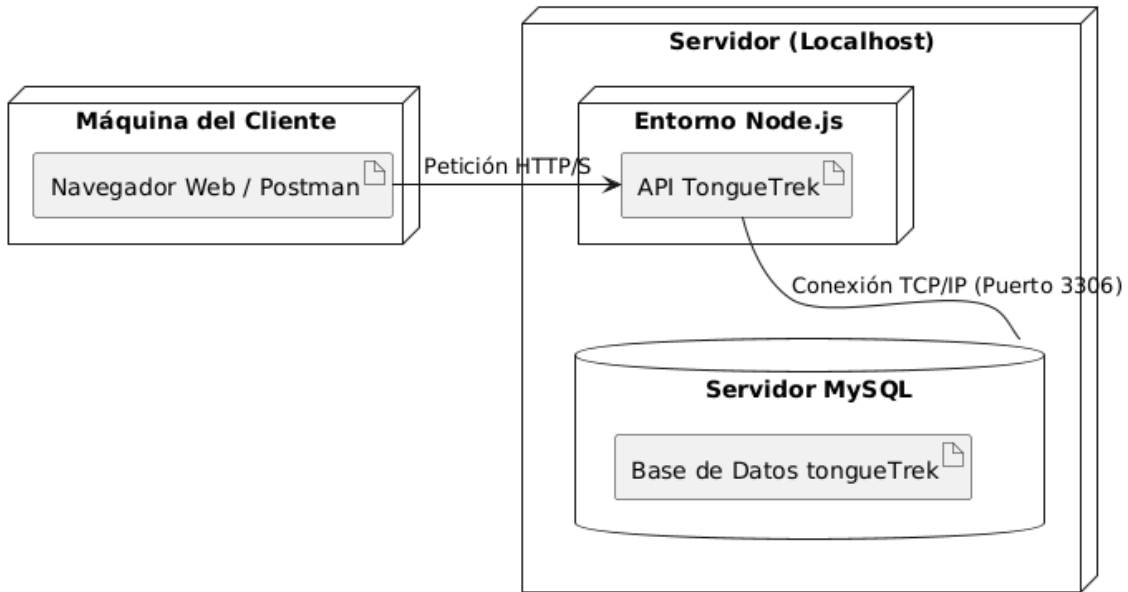 Servidor (Localhost)
Máquina del Cliente
Entorno Node.js
Navegador Web / Postman
Petición HTTP/S
API TongueTrek
Conexión TCP/IP (Puerto 3306)
Servidor MySQL
Base de Datos tongueTrek